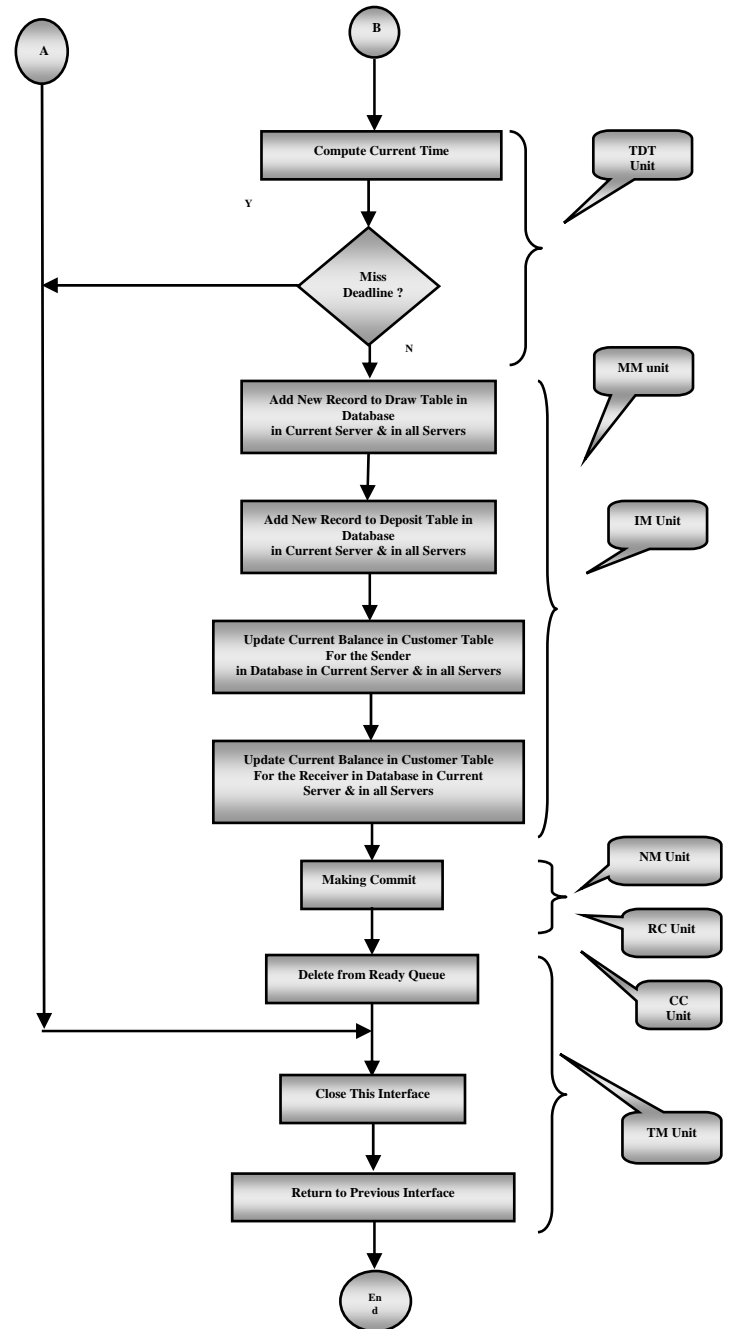 A
B
Compute Current Time
TDT
Unit
Y
Miss
Deadline ?
N
MM unit
Add New Record to Draw Table in
Database
in Current Server & in all Servers
IM Unit
Add New Record to Deposit Table in
Database
in Current Server & in all Servers
Update Current Balance in Customer Table
For the Sender
in Database in Current Server & in all Servers
Update Current Balance in Customer Table
For the Receiver in Database in Current
Server & in all Servers
NM Unit
Making Commit
RC Unit
Delete from Ready Queue
CC
Unit
Close This Interface
TM Unit
Return to Previous Interface
En
d